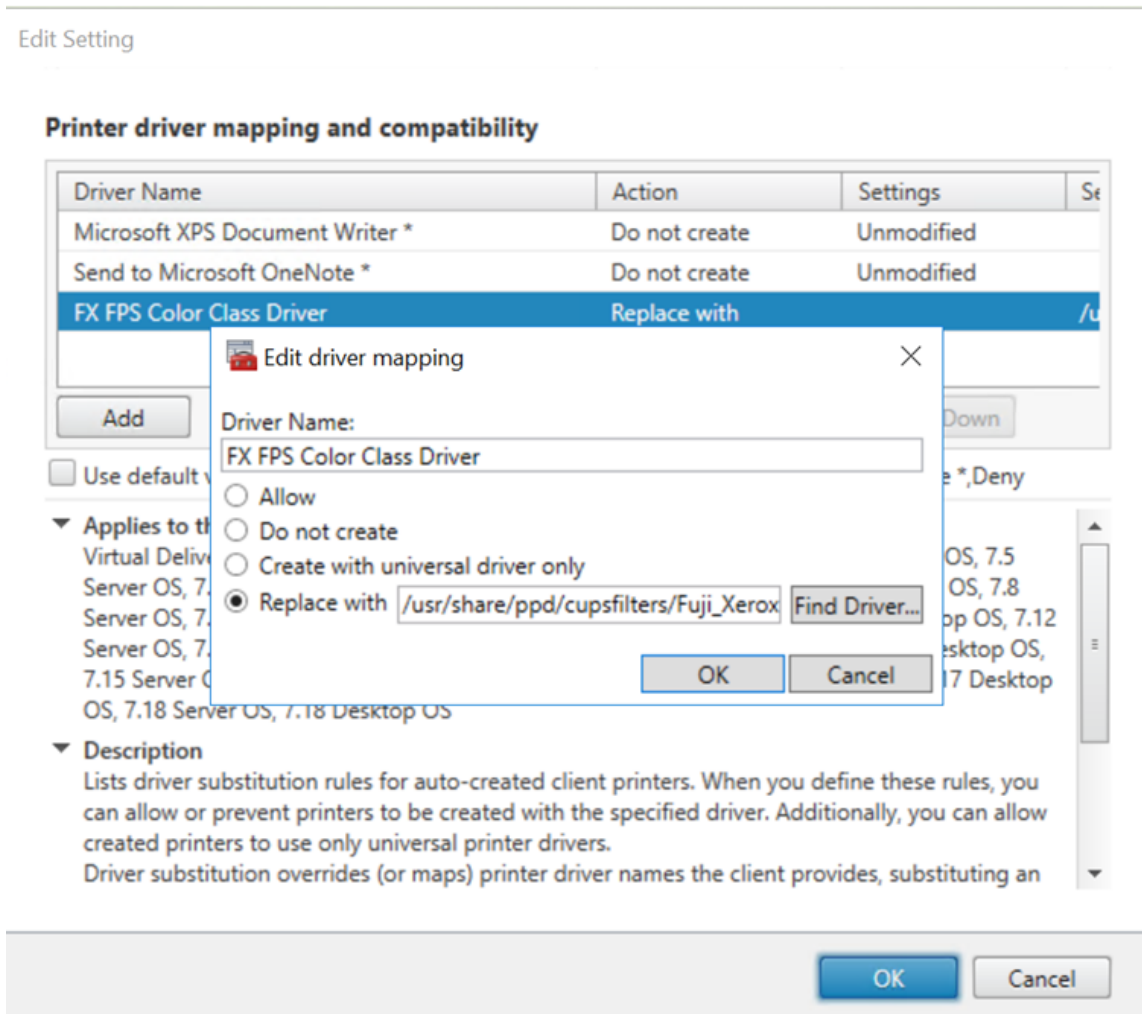 Edit Setting
Printer driver mapping and compatibility
Driver Name Action Settings
Microsoft XPS Document Writer * Do not create Unmodified
Send to Microsoft OneNote * Do not create Unmodified
FX FPS Color Class Driver Replace with /u
Edit driver mapping
Add
Down
Driver Name:
FX FPS Color Class Driver
Use default
*,Deny
Allow
Do not create
Create with universal driver only
Replace with /usr/share/ppd/cupsfilters/Fuji_Xerox Find Driver...
OK Cancel
Applies to
Virtual OS, 7.5
Server OS, 7. OS, 7.8
Server OS, 7. OS, 7.12
Server OS, 7. OS,
7.15 Server 17 Desktop
OS, 7.18 Server OS, 7.18 Desktop OS
Description
Lists driver substitution rules for auto-created client printers. When you define these rules, you
can allow or prevent printers to be created with the specified driver. Additionally, you can allow
created printers to use only universal printer drivers.
Driver substitution overrides (or maps) printer driver names the client provides, substituting an
OK Cancel